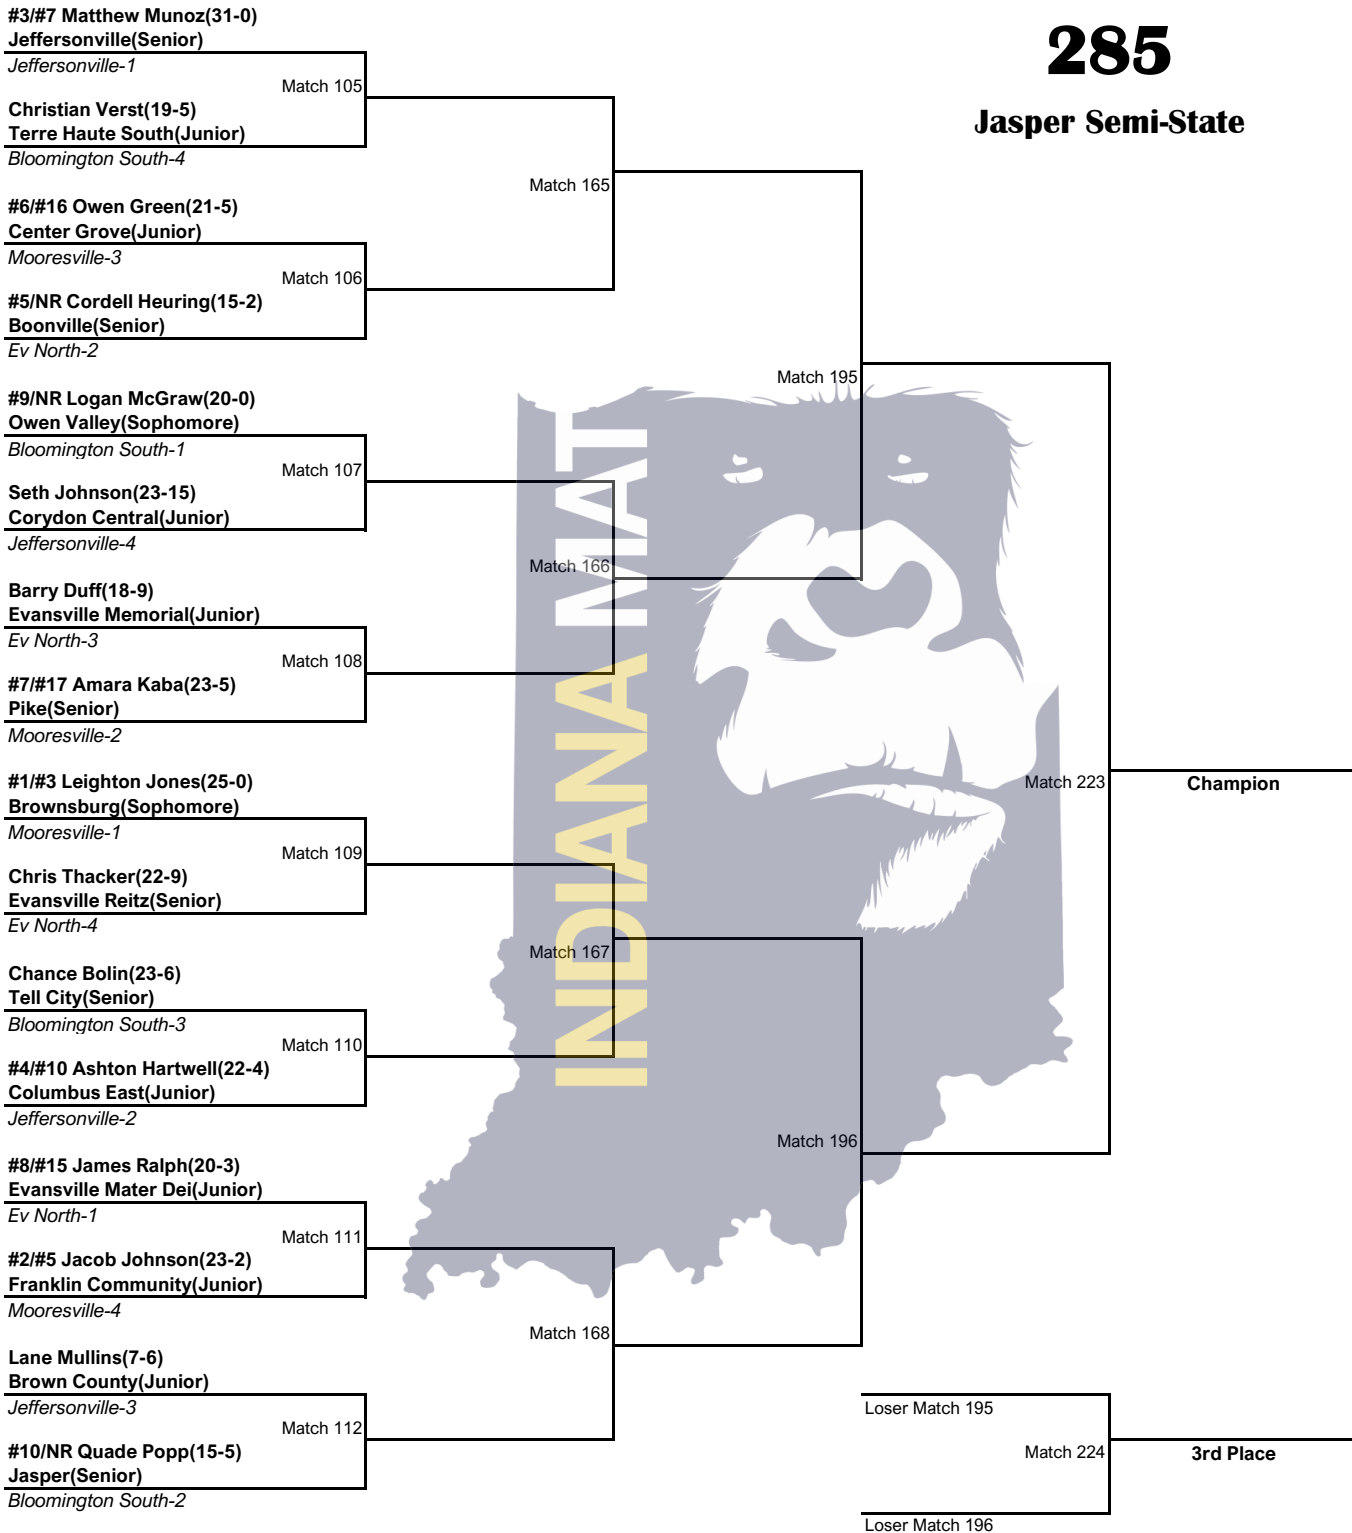 285
Jasper Semi-State
#3/#7 Matthew Munoz(31-0)
Jeffersonville(Senior)
Jeffersonville-1
Match 105
Christian Verst(19-5)
Terre Haute South(Junior)
Bloomington South-4
Match 165
#6/#16 Owen Green(21-5)
Center Grove(Junior)
Mooresville-3
Match 106
#5/NR Cordell Heuring(15-2)
Boonville(Senior)
Ev North-2
Match 195
#9/NR Logan McGraw(20-0)
Owen Valley(Sophomore)
Bloomington South-1
Match 107
Seth Johnson(23-15)
Corydon Central(Junior)
Jeffersonville-4
Match 166
Barry Duff(18-9)
Evansville Memorial(Junior)
Ev North-3
Match 108
#7/#17 Amara Kaba(23-5)
Pike(Senior)
Mooresville-2
INDIANA MAT
Match 223
Champion
#1/#3 Leighton Jones(25-0)
Brownsburg(Sophomore)
Mooresville-1
Match 109
Chris Thacker(22-9)
Evansville Reitz(Senior)
Ev North-4
Match 167
Chance Bolin(23-6)
Tell City(Senior)
Bloomington South-3
Match 110
#4/#10 Ashton Hartwell(22-4)
Columbus East(Junior)
Jeffersonville-2
Match 196
#8/#15 James Ralph(20-3)
Evansville Mater Dei(Junior)
Ev North-1
Match 111
#2/#5 Jacob Johnson(23-2)
Franklin Community(Junior)
Mooresville-4
Match 168
Lane Mullins(7-6)
Brown County(Junior)
Jeffersonville-3
Match 112
#10/NR Quade Popp(15-5)
Jasper(Senior)
Bloomington South-2
Loser Match 195
Match 224
3rd Place
Loser Match 196